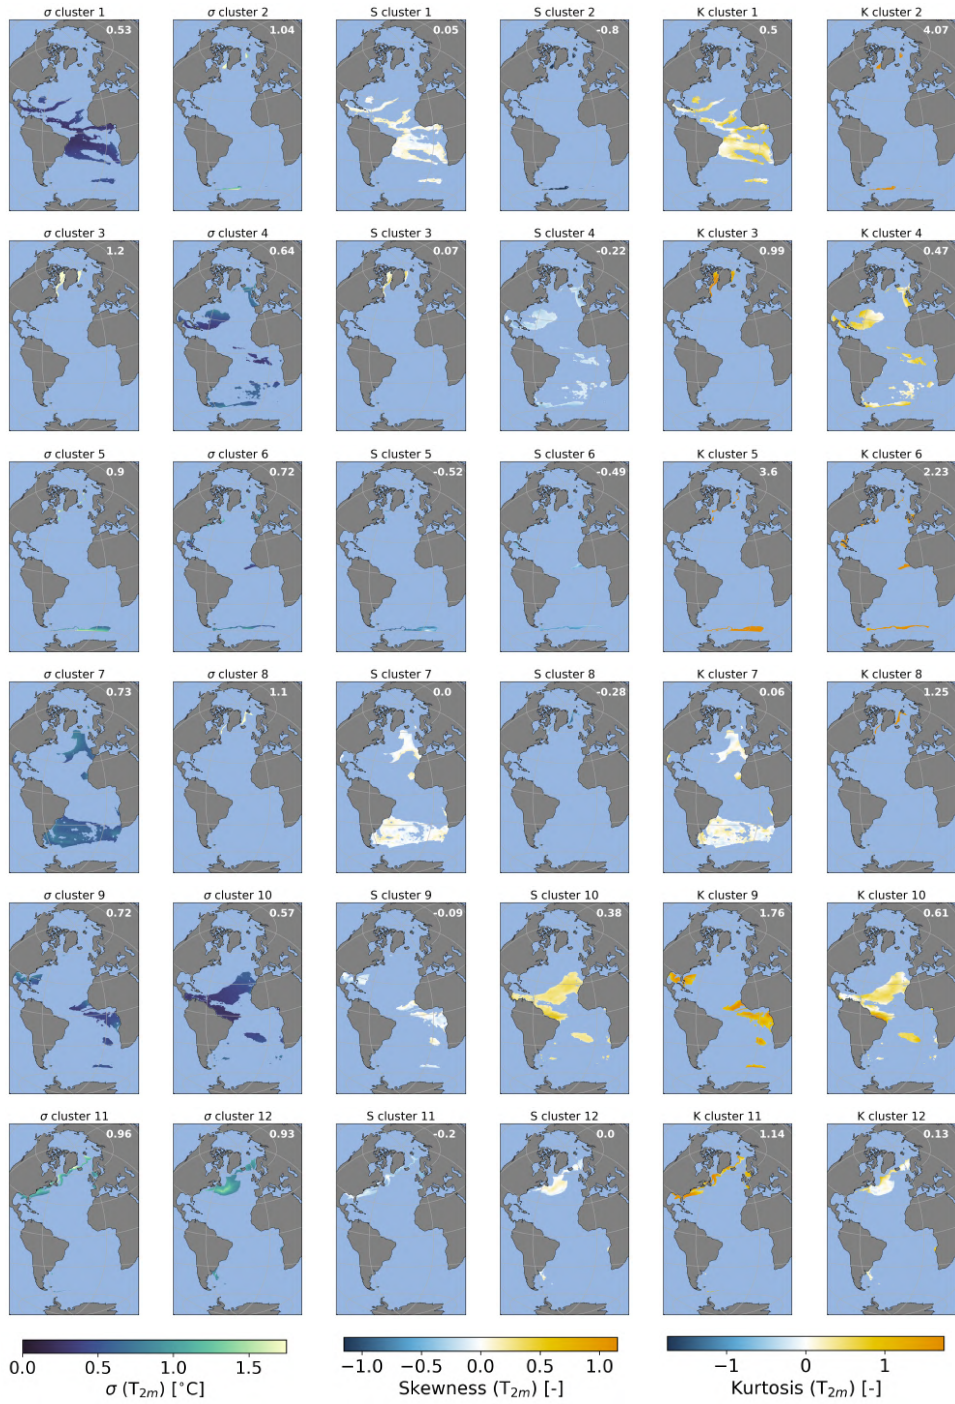 σ cluster 1
σ cluster 2
S cluster 1
S cluster 2
K cluster 1
K cluster 2
0.53
1.04
0.05
-0.8
0.5
4.07
σ cluster 3
σ cluster 4
S cluster 3
S cluster 4
K cluster 3
K cluster 4
1.2
0.64
0.07
-0.22
0.99
0.47
σ cluster 5
σ cluster 6
S cluster 5
S cluster 6
K cluster 5
K cluster 6
0.9
0.72
-0.52
-0.49
3.6
2.23
σ cluster 7
σ cluster 8
S cluster 7
S cluster 8
K cluster 7
K cluster 8
0.73
1.1
0.0
-0.28
0.06
1.25
σ cluster 9
σ cluster 10
S cluster 9
S cluster 10
K cluster 9
K cluster 10
0.72
0.57
-0.09
0.38
1.76
0.61
σ cluster 11
σ cluster 12
S cluster 11
S cluster 12
K cluster 11
K cluster 12
0.96
0.93
-0.2
0.0
1.14
0.13
0.0 0.5 1.0 1.5
σ (T2m) [°C]
−1.0 −0.5 0.0 0.5 1.0
Skewness (T2m) [-]
−1 0 1
Kurtosis (T2m) [-]